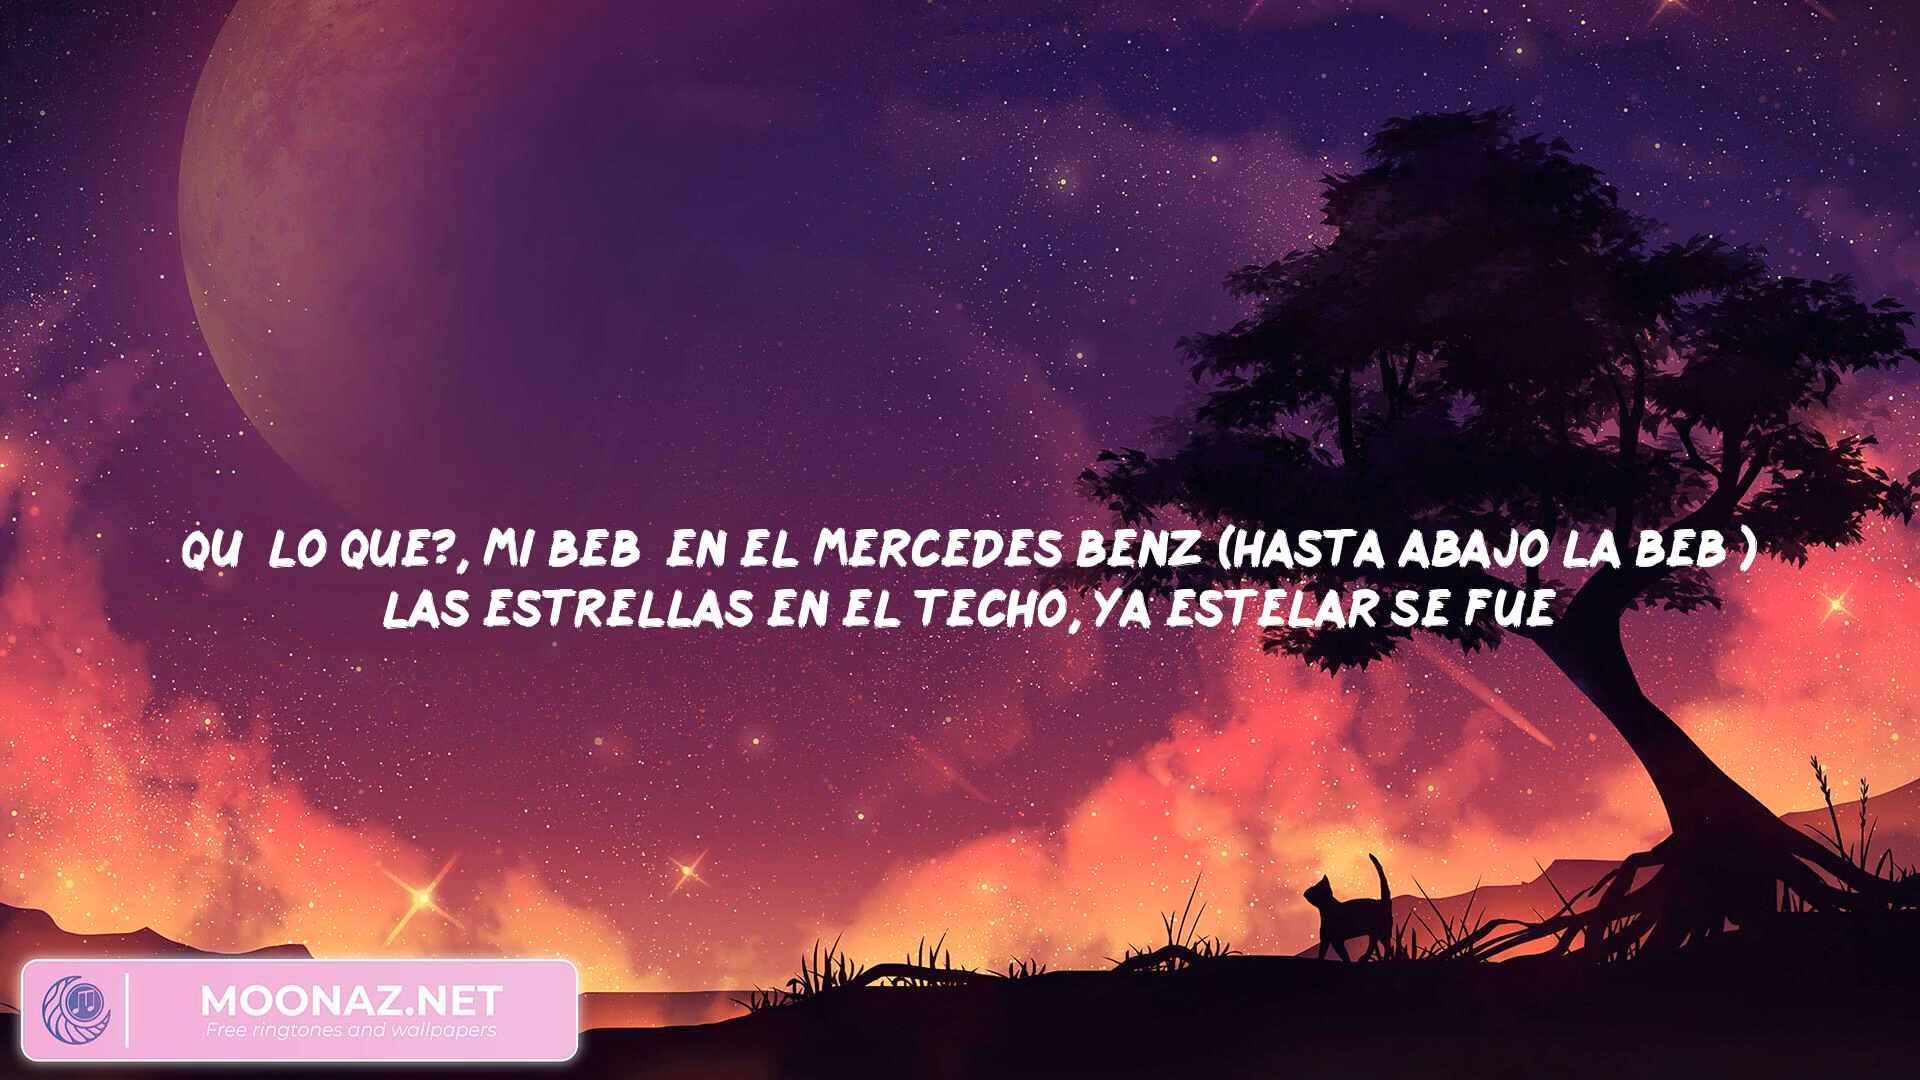 QU  LO QUE?, MI BEB  EN EL MERCEDES BENZ (HASTA ABAJO LA BEB )
LAS ESTRELLAS EN EL TECHO, YA ESTELAR SE FUE
MOONAZ.NET
Free ringtones and wallpapers